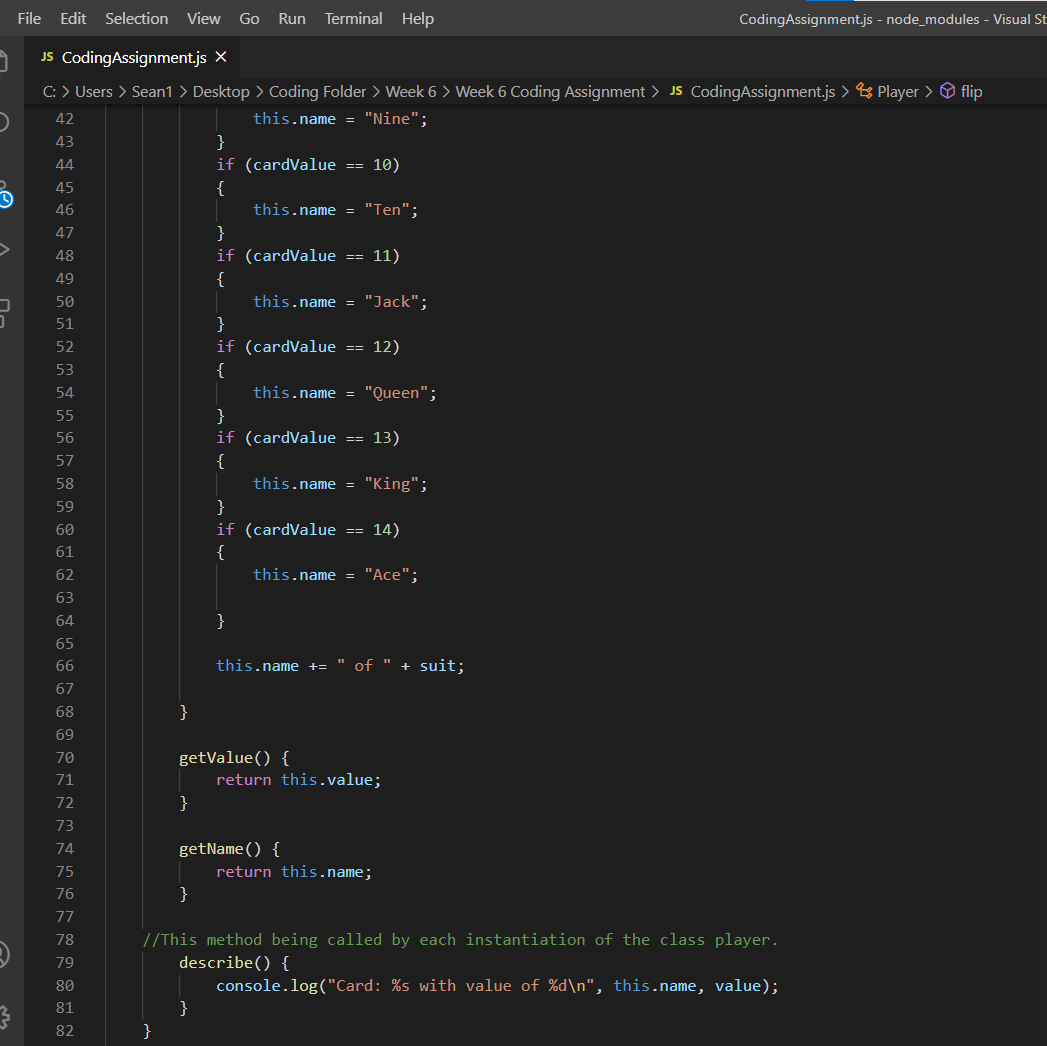 File Edit Selection View Go Run Terminal Help CodingAssignment.js - node_modules - Visual St
JS CodingAssignment.js ×
C: > Users > Sean1 > Desktop > Coding Folder > Week 6 > Week 6 Coding Assignment > JS CodingAssignment.js > Player > flip
42 this.name = "Nine";
43 }
44 if (cardValue == 10)
45 {
46 this.name = "Ten";
47 }
48 if (cardValue == 11)
49 {
50 this.name = "Jack";
51 }
52 if (cardValue == 12)
53 {
54 this.name = "Queen";
55 }
56 if (cardValue == 13)
57 {
58 this.name = "King";
59 }
60 if (cardValue == 14)
61 {
62 this.name = "Ace";
63
64 }
65
66 this.name += " of " + suit;
67
68 }
69
70 getValue() {
71 return this.value;
72 }
73
74 getName() {
75 return this.name;
76 }
77
78 //This method being called by each instantiation of the class player.
79 describe() {
80 console.log("Card: %s with value of %d\n", this.name, value);
81 }
82 }